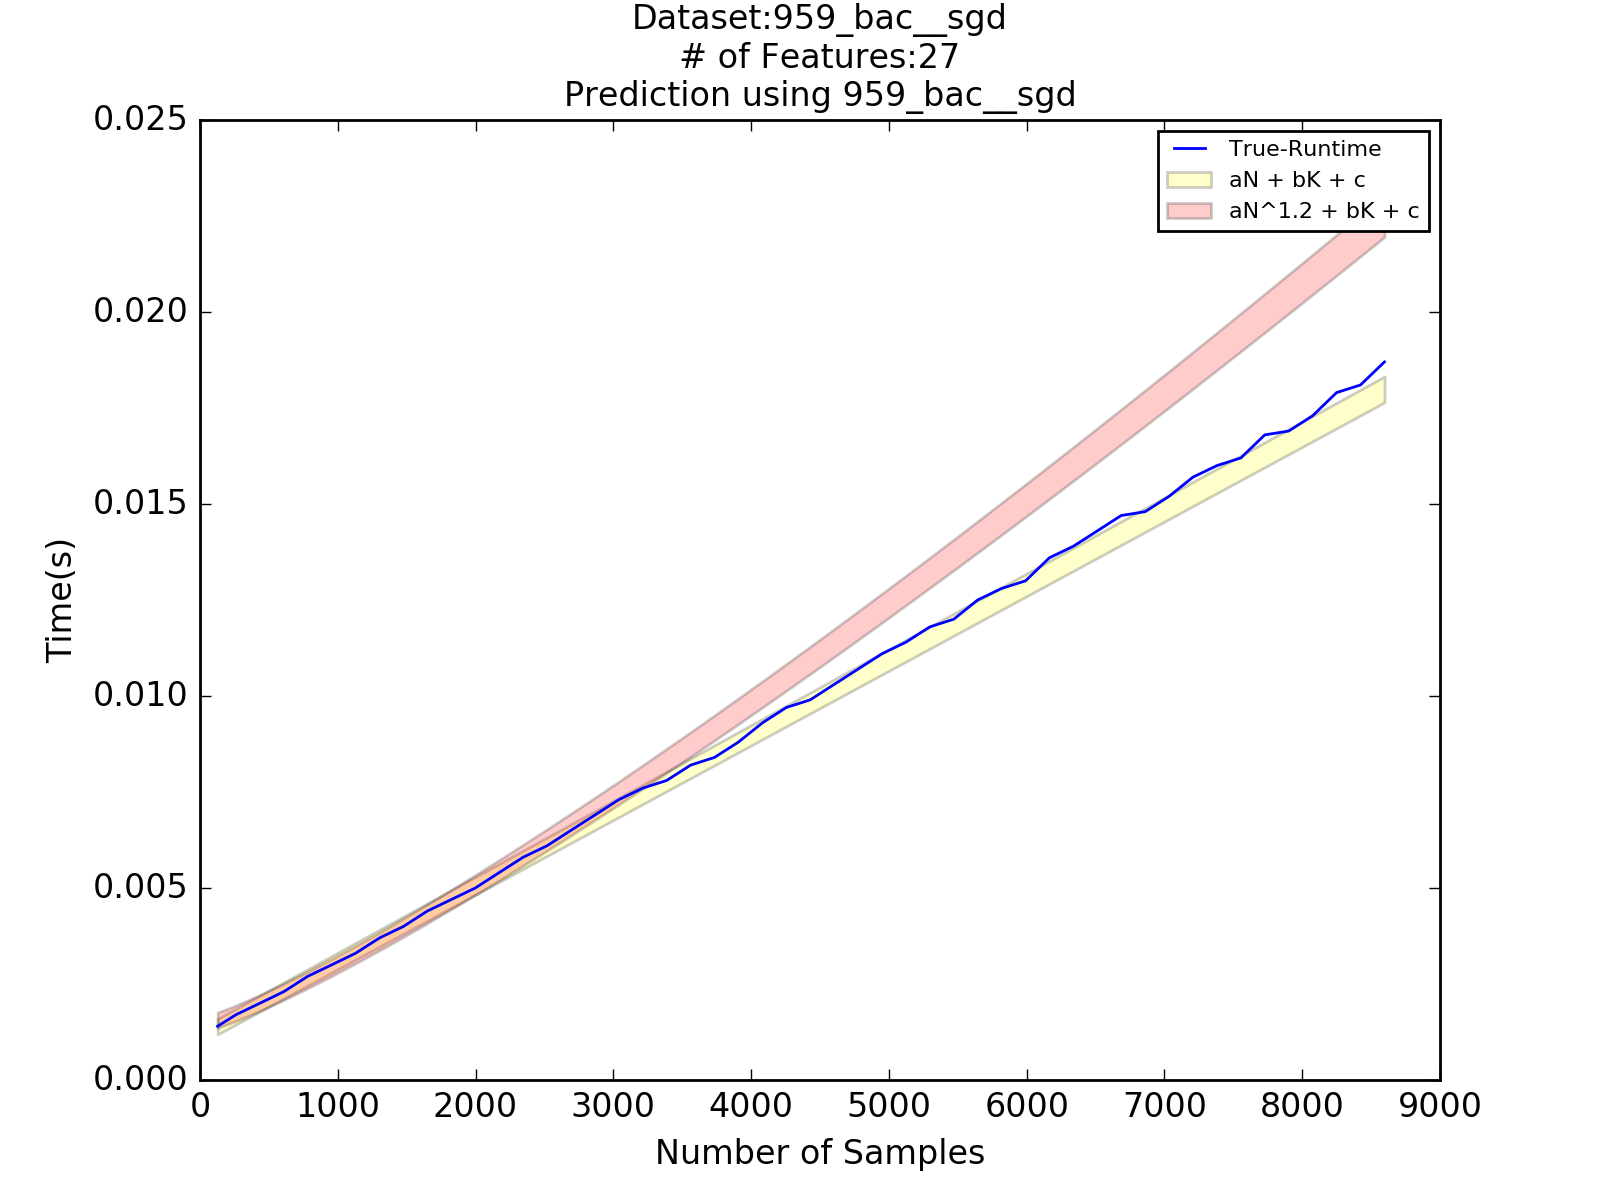 Dataset:959_bac__sgd
# of Features:27
Prediction using 959_bac__sgd
0.025
0.020
0.015
0.010
0.005
0.000
Time(s)
True-Runtime
aN + bK + c
aN^1.2 + bK + c
0 1000 2000 3000 4000 5000 6000 7000 8000 9000
Number of Samples